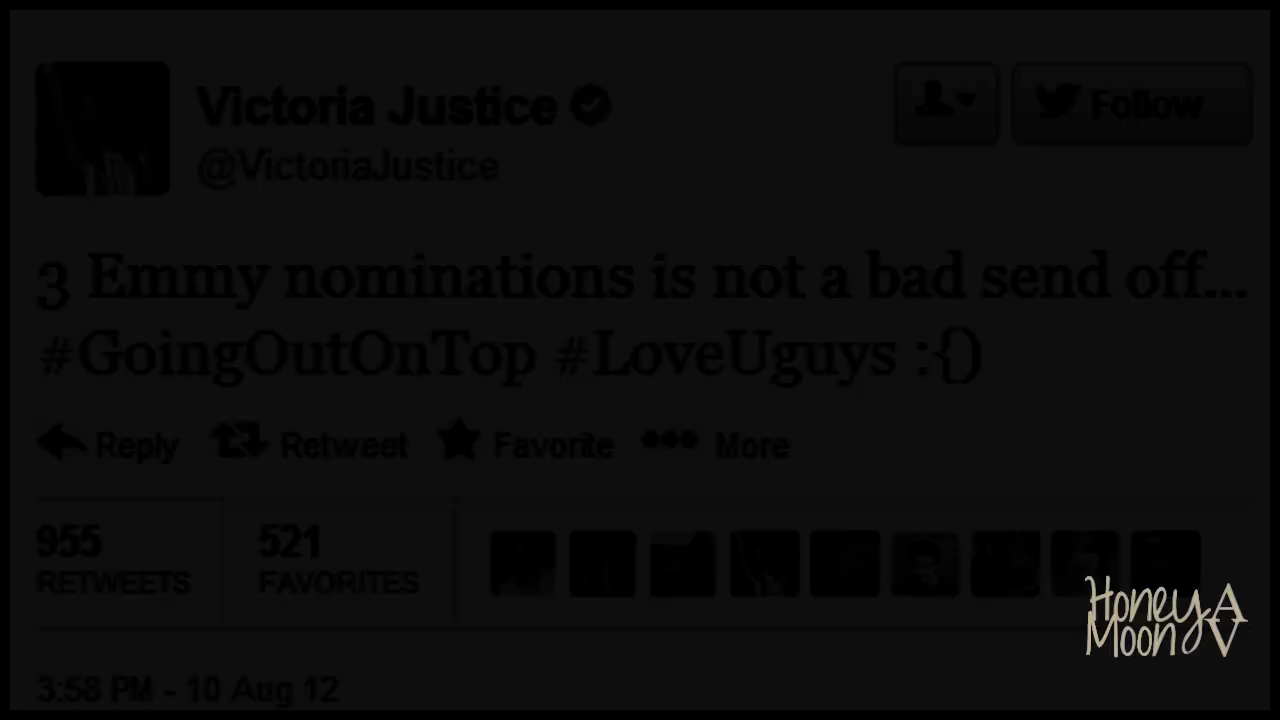 Victoria Justice
@VictoriaJustice
Follow
3 Emmy nominations is not a bad send off...
#GoingOutOnTop #LoveUguys :{)
Reply Retweet Favorite More
955 521
RETWEETS FAVORITES
Honey
Moon AV
3:58 PM - 10 Aug 12